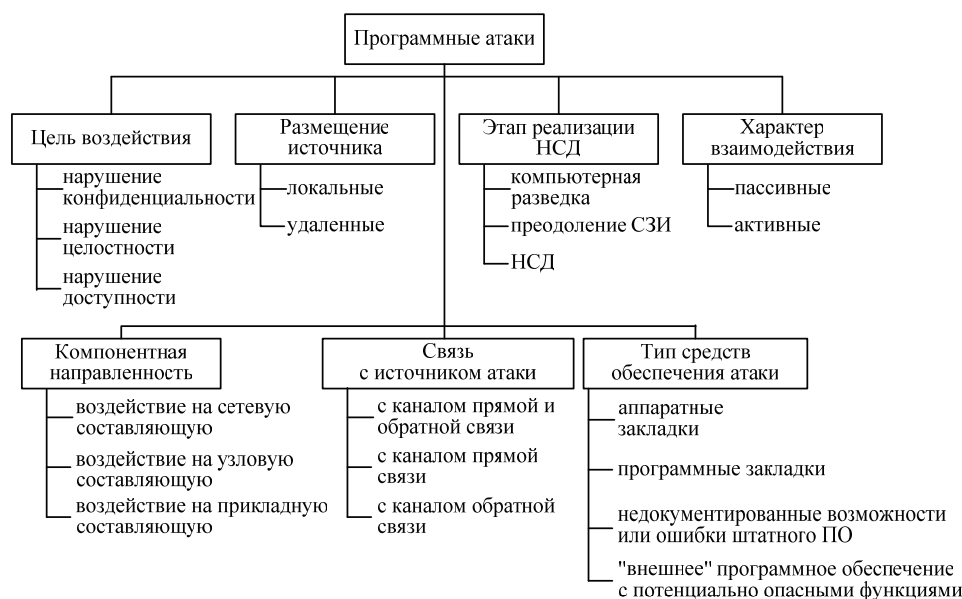 Программные атаки
Цель воздействия
нарушение
конфиденциальности
нарушение
целостности
нарушение
доступности
Размещение
источника
локальные
удаленные
Этап реализации
НСД
компьютерная
разведка
преодоление СЗИ
НСД
Характер
взаимодействия
пассивные
активные
Компонентная
направленность
воздействие на сетевую
составляющую
воздействие на узловую
составляющую
воздействие на прикладную
составляющую
Связь
с источником атаки
с каналом прямой и
обратной связи
с каналом прямой
связи
с каналом обратной
связи
Тип средств
обеспечения атаки
аппаратные
закладки
программные закладки
недокументированные возможности
или ошибки штатного ПО
"внешнее" программное обеспечение
с потенциально опасными функциями